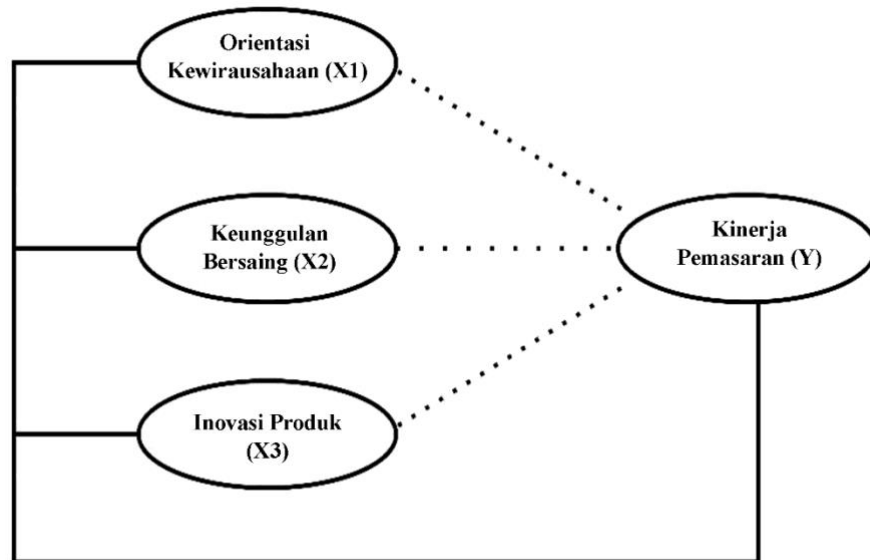 Orientasi
Kewirausahaan (X1)
Keunggulan
Bersaing (X2)
Kinerja
Pemasaran (Y)
Inovasi Produk
(X3)